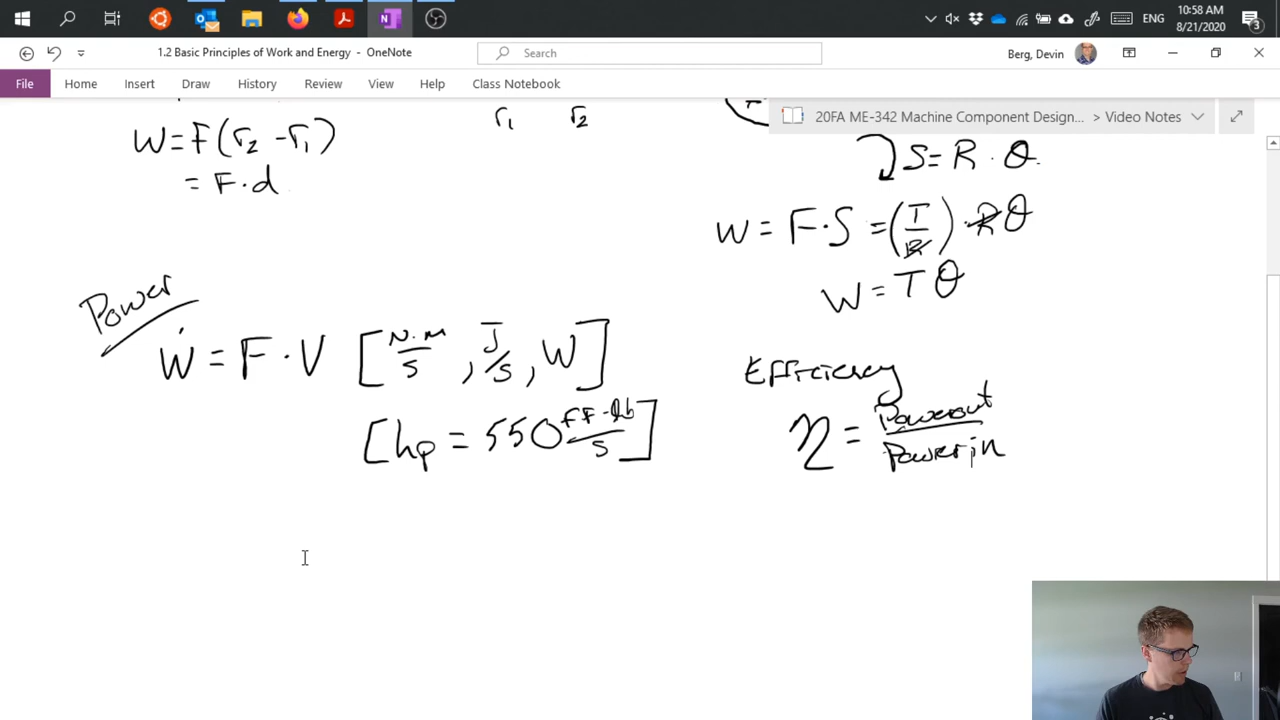 10:58 AM
ENG
8/21/2020
3
1.2 Basic Principles of Work and Energy - OneNote
Search
Berg, Devin
File Home Insert Draw History Review View Help Class Notebook
20FA ME-342 Machine Component Design... > Video Notes
r₁ r₂
W = F(r₂ - r₁)
= F·d
S = R · θ
W = F·S = (T/R) · Rθ
W = Tθ
Power
Ẇ = F · V [N·M/S, J/S, W]
[hp = 550 ft-lb/s]
Efficiency
η = Power out / Power in